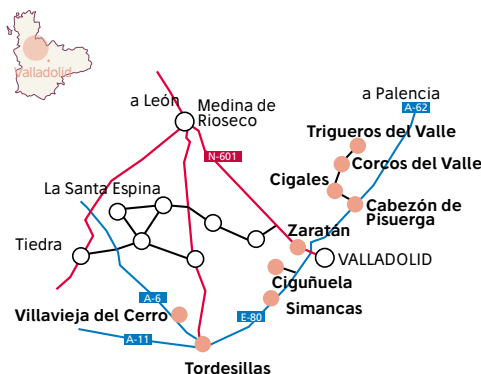 valladolid
a León
Medina de
Rioseco
a Palencia
A-62
Trigueros del Valle
N-601
Corcos del Valle
La Santa Espina
Cigales
Cabezón de
Pisuerga
Tiedra
Zaratán
VALLADOLID
Ciguñuela
A-6
Villavieja del Cerro
Simancas
E-80
A-11
Tordesillas